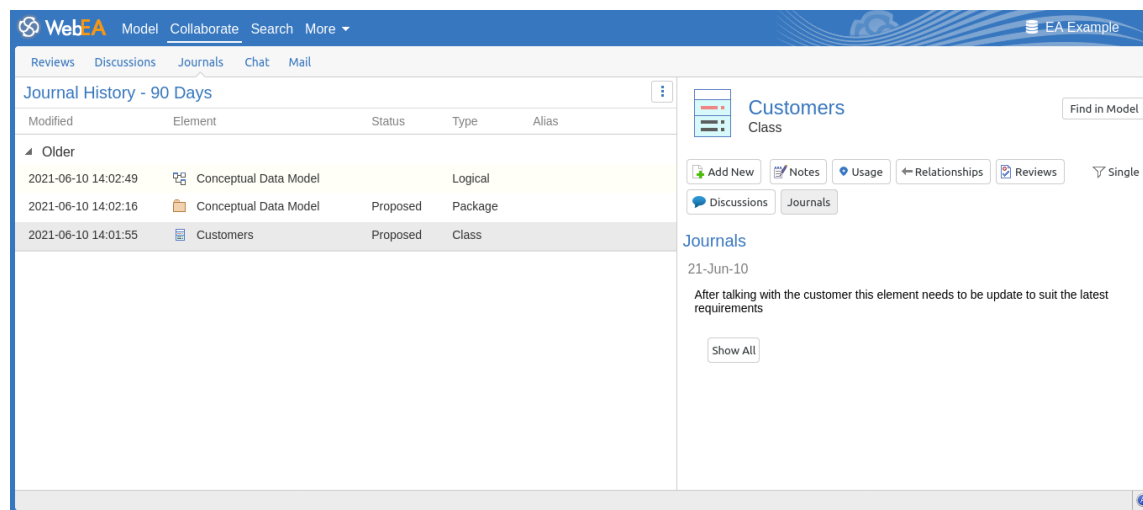 WebEA Model Collaborate Search More EA Example
Reviews Discussions Journals Chat Mail
Journal History - 90 Days
Modified Element Status Type Alias
Older
2021-06-10 14:02:49 Conceptual Data Model Logical
2021-06-10 14:02:16 Conceptual Data Model Proposed Package
2021-06-10 14:01:55 Customers Proposed Class
Customers
Class
Find in Model
Add New Notes Usage Relationships Reviews Single
Discussions Journals
Journals
21-Jun-10
After talking with the customer this element needs to be update to suit the latest
requirements
Show All